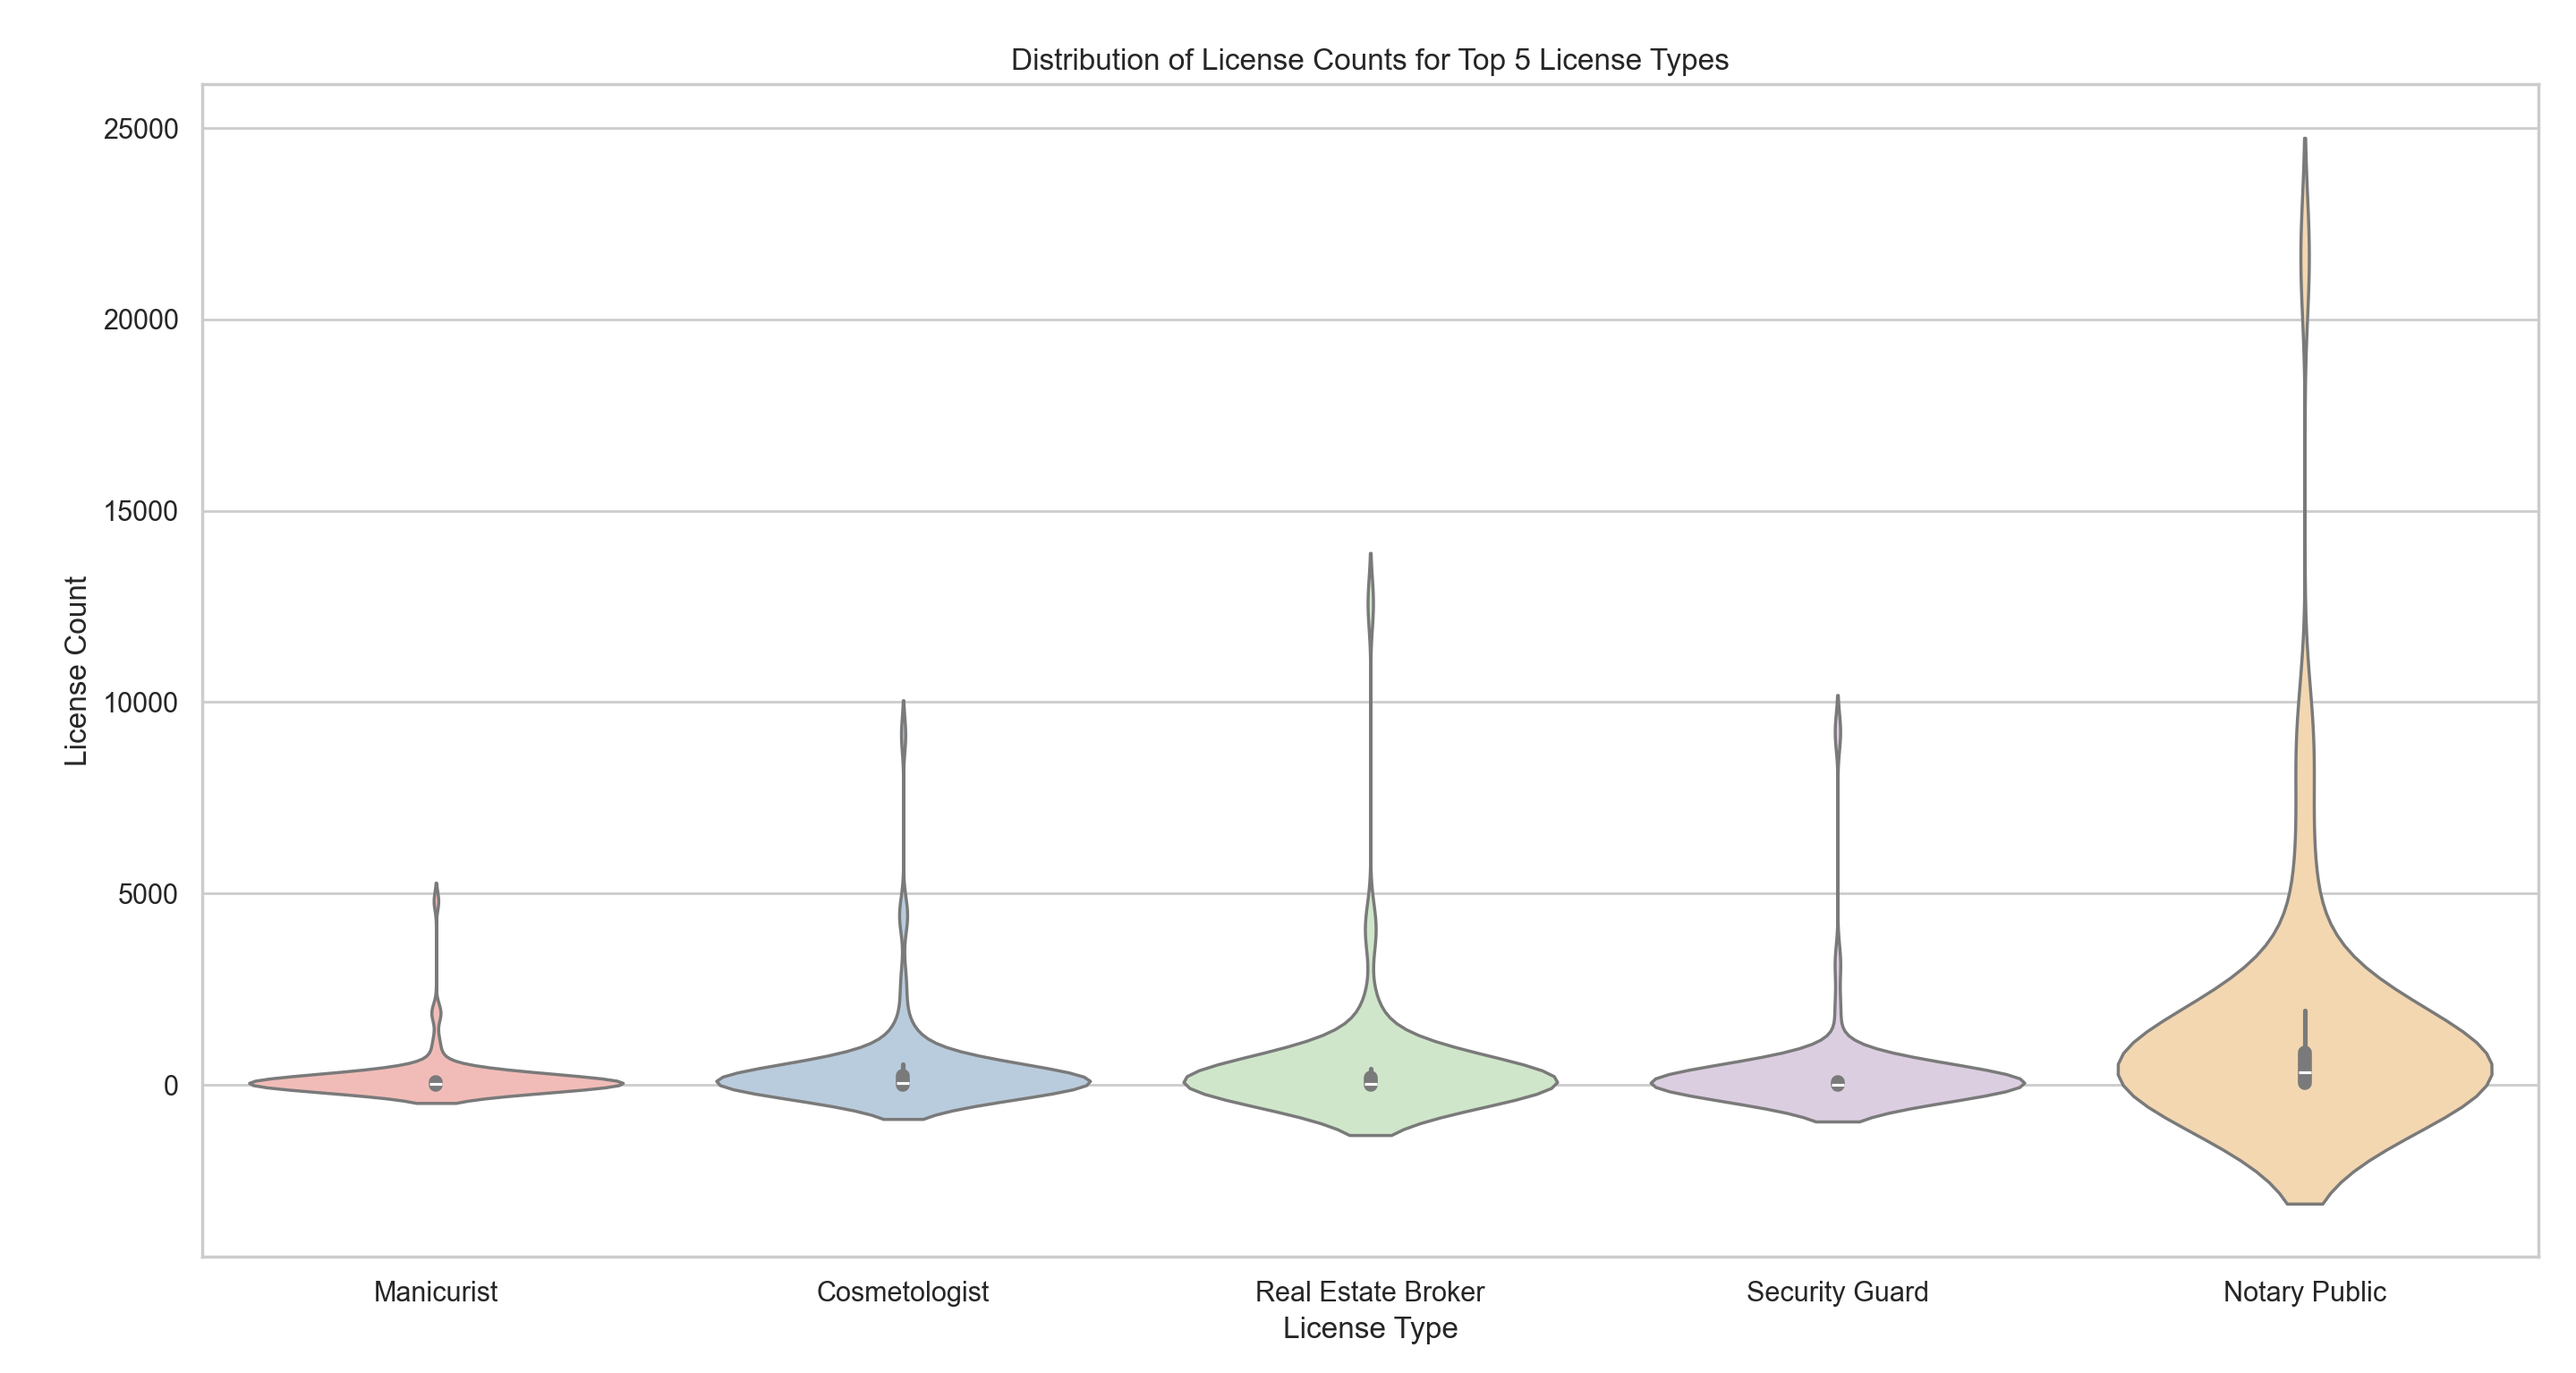 Distribution of License Counts for Top 5 License Types
25000
20000
15000
10000
5000
0
License Count
Manicurist
Cosmetologist
Real Estate Broker
Security Guard
Notary Public
License Type